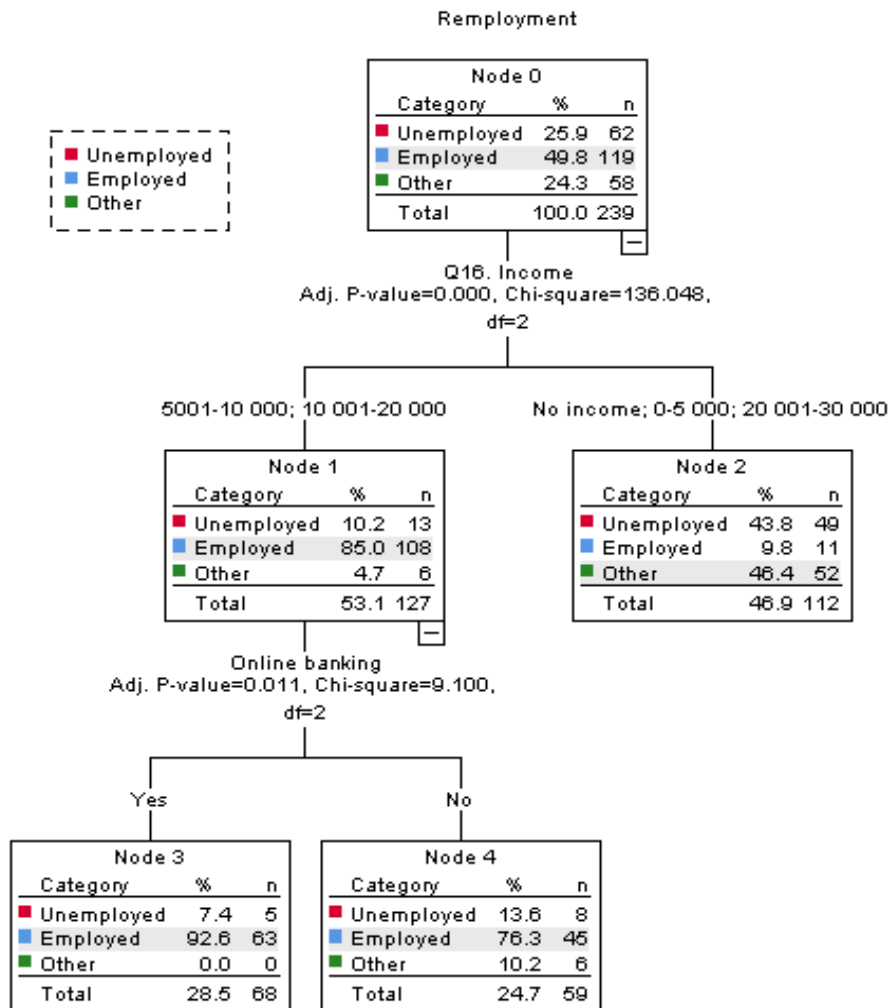 Remployment
Unemployed
Employed
Other
Node 0
Category % n
Unemployed 25.9 62
Employed 49.8 119
Other 24.3 58
Total 100.0 239
Q16. Income
Adj. P-value=0.000, Chi-square=136.048,
df=2
5001-10 000; 10 001-20 000
No income; 0-5 000; 20 001-30 000
Node 1
Category % n
Unemployed 10.2 13
Employed 85.0 108
Other 4.7 6
Total 53.1 127
Node 2
Category % n
Unemployed 43.8 49
Employed 9.8 11
Other 46.4 52
Total 46.9 112
Online banking
Adj. P-value=0.011, Chi-square=9.100,
df=2
Yes
No
Node 3
Category % n
Unemployed 7.4 5
Employed 92.6 63
Other 0.0 0
Total 28.5 68
Node 4
Category % n
Unemployed 13.6 8
Employed 76.3 45
Other 10.2 6
Total 24.7 59